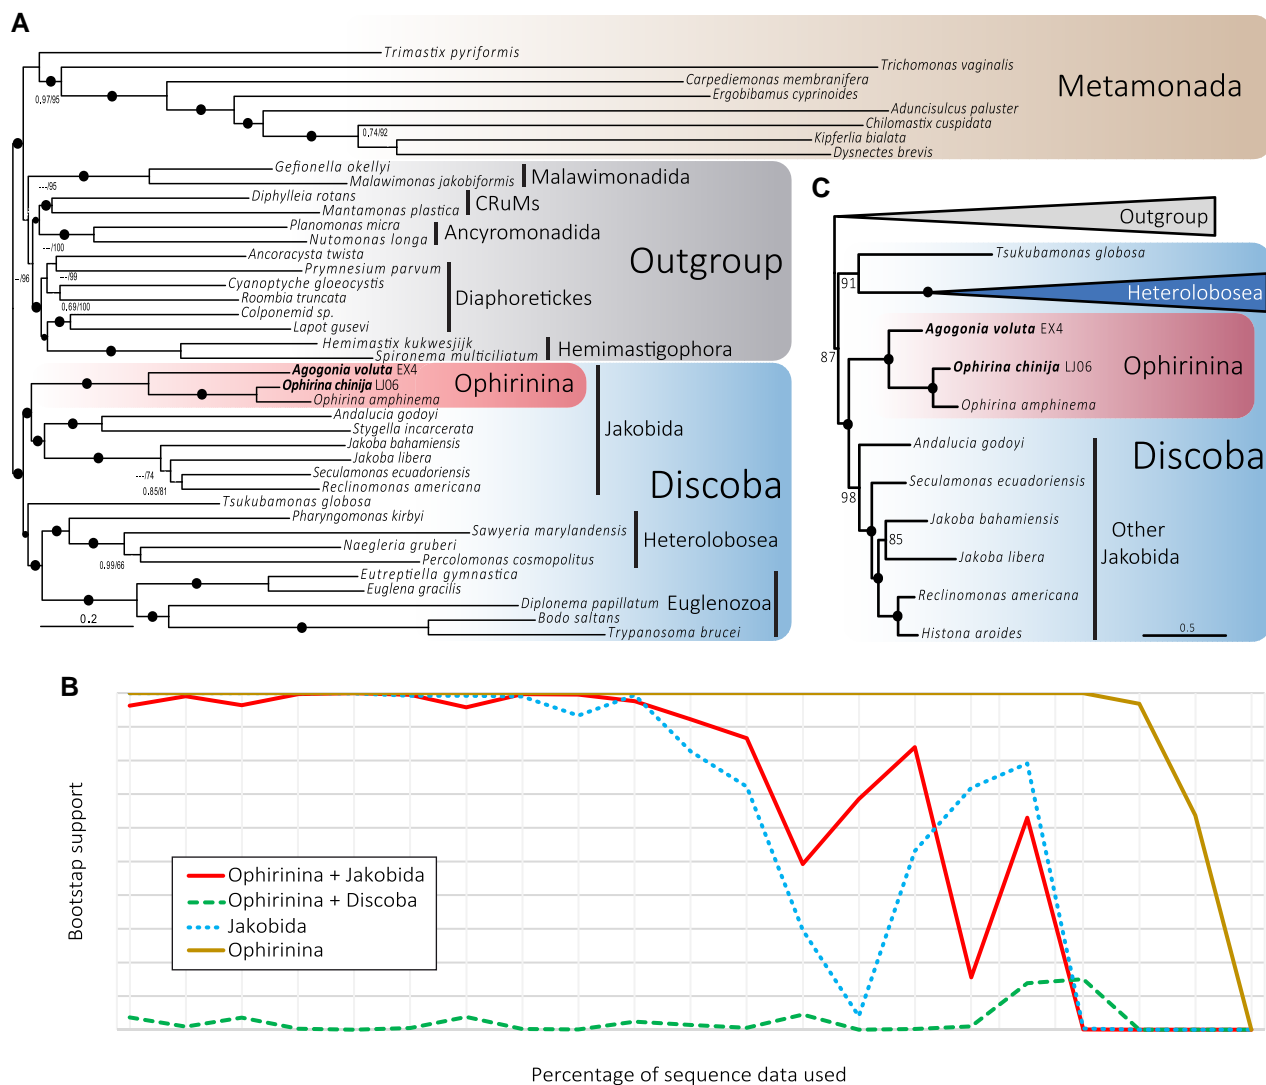 A
Trimastix pyriformis
Trichomonas vaginalis
Carpediemonas membranifera
Ergobibamus cyprinoides
Aduncisulcus paluster
Chilomastix cuspidata
Kipferlia bialata
Dysnectes brevis
Metamonada
0.97/95
0.74/92
Gefionella okellyi
Malawimonas jakobiformis
Malawimonadida
---/95
Diphylleia rotans
Mantamonas plastica
CRuMs
Planomonas micra
Nutomonas longa
Ancyromonadida
---/100
Ancoracysta twista
Prymnesium parvum
---/99
Cyanoptyche gloeocystis
Roombia truncata
Colponemid sp.
Lapot gusevi
Diaphoretickes
--/96
0.69/100
Hemimastix kukwesjijk
Spironema multiciliatum
Hemimastigophora
Outgroup
Agogonia voluta EX4
Ophirina chinija LJ06
Ophirina amphinema
Ophirinina
Andalucia godoyi
Stygella incarcerata
Jakoba bahamiensis
Jakoba libera
Seculamonas ecuadoriensis
Reclinomonas americana
Jakobida
---/74
0.85/81
Discoba
Tsukubamonas globosa
Pharyngomonas kirbyi
Sawyeria marylandensis
Naegleria gruberi
Percolomonas cosmopolitus
Heterolobosea
0.99/66
Eutreptiella gymnastica
Euglena gracilis
Diplonema papillatum
Bodo saltans
Trypanosoma brucei
Euglenozoa
0.2
C
Outgroup
Tsukubamonas globosa
91
Heterolobosea
Agogonia voluta EX4
87
Ophirina chinija LJ06
Ophirina amphinema
Ophirinina
Andalucia godoyi
Discoba
98
Seculamonas ecuadoriensis
Jakoba bahamiensis
85
Jakoba libera
Reclinomonas americana
Histona aroides
Other
Jakobida
0.5
B
Bootstap support
Ophirinina + Jakobida
Ophirinina + Discoba
Jakobida
Ophirinina
Percentage of sequence data used